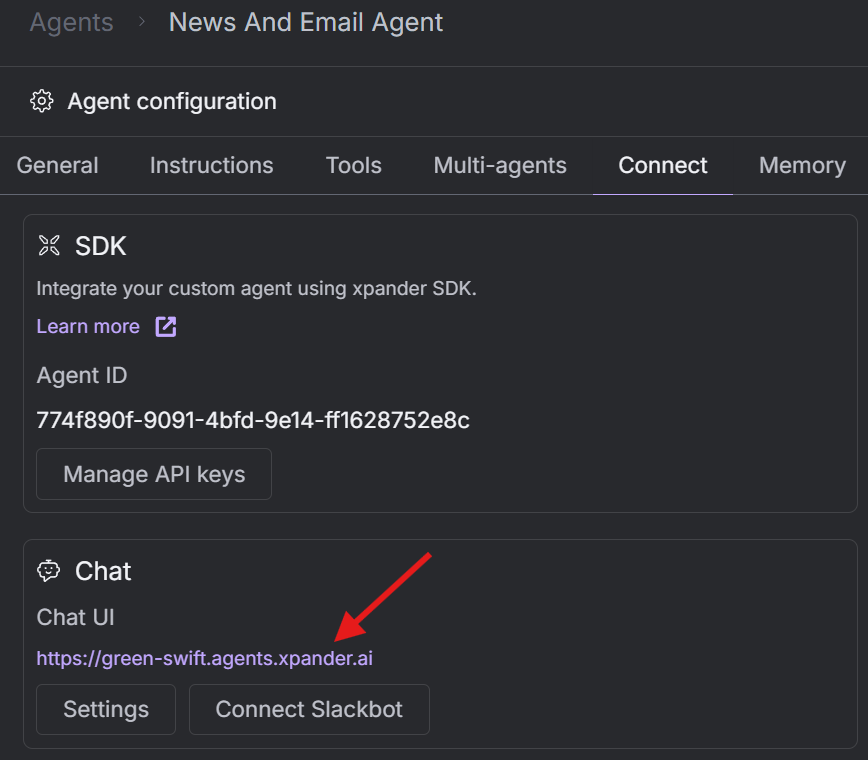 Agents > News And Email Agent
Agent configuration
General Instructions Tools Multi-agents Connect Memory
SDK
Integrate your custom agent using xpander SDK.
Learn more
Agent ID
774f890f-9091-4bfd-9e14-ff1628752e8c
Manage API keys
Chat
Chat UI
https://green-swift.agents.xpander.ai
Settings Connect Slackbot